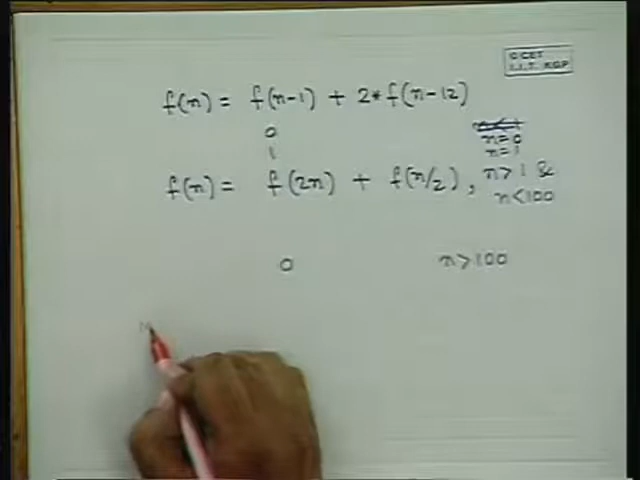 © CET
I.I.T. KGP
f(n) = f(n-1) + 2*f(n-12)
0 n=0
1 n=1
f(n) = f(2n) + f(n/2), n>1 &
n<100
0 n>100